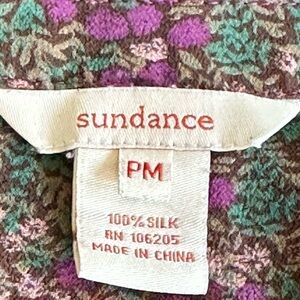 sundance
PM
100% SILK
RN 106205
MADE IN CHINA